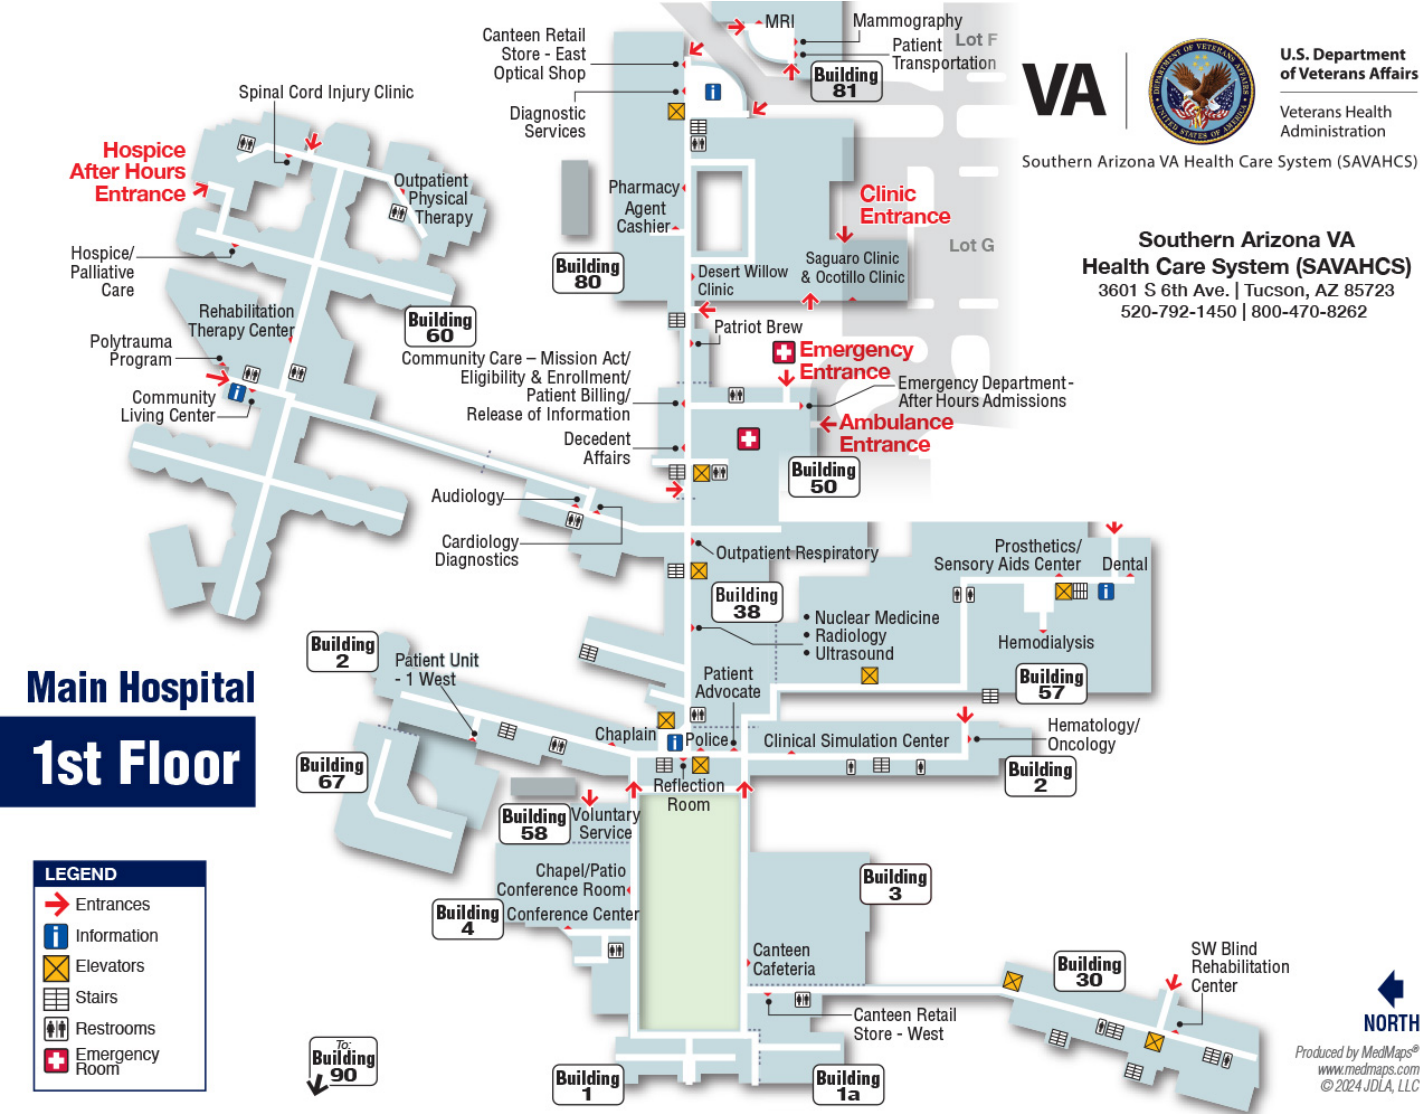 Canteen Retail
Store - East
Optical Shop
Diagnostic
Services
MRI
Mammography
Patient
Transportation
Lot F
Building
81
VA
DEPARTMENT OF VETERANS AFFAIRS
UNITED STATES OF AMERICA
U.S. Department
of Veterans Affairs
Veterans Health
Administration
Southern Arizona VA Health Care System (SAVAHCS)
Southern Arizona VA
Health Care System (SAVAHCS)
3601 S 6th Ave. | Tucson, AZ 85723
520-792-1450 | 800-470-8262
Spinal Cord Injury Clinic
Hospice
After Hours
Entrance
Outpatient
Physical
Therapy
Hospice/
Palliative
Care
Pharmacy
Agent
Cashier
Clinic
Entrance
Lot G
Building
80
Desert Willow
Clinic
Saguaro Clinic
& Ocotillo Clinic
Rehabilitation
Therapy Center
Building
60
Polytrauma
Program
Community
Living Center
Patriot Brew
Community Care – Mission Act/
Eligibility & Enrollment/
Patient Billing/
Release of Information
Emergency
Entrance
Emergency Department-
After Hours Admissions
Ambulance
Entrance
Decedent
Affairs
Building
50
Audiology
Cardiology
Diagnostics
Outpatient Respiratory
Prosthetics/
Sensory Aids Center
Dental
Building
38
• Nuclear Medicine
• Radiology
• Ultrasound
Hemodialysis
Building
57
Building
2
Patient Unit
- 1 West
Patient
Advocate
Main Hospital
1st Floor
Chaplain
Police
Clinical Simulation Center
Hematology/
Oncology
Building
2
Building
67
Reflection
Room
Building
58
Voluntary
Service
Chapel/Patio
Conference Room
Building
4
Conference Center
Building
3
Canteen
Cafeteria
Canteen Retail
Store - West
Building
30
SW Blind
Rehabilitation
Center
LEGEND
Entrances
Information
Elevators
Stairs
Restrooms
Emergency
Room
To:
Building
90
Building
1
Building
1a
NORTH
Produced by MedMaps®
www.medmaps.com
© 2024 JDLA, LLC